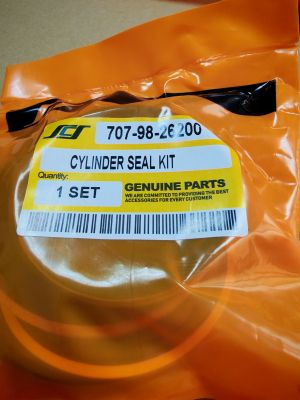 SCS
707-98-26200
CYLINDER SEAL KIT
Quantity:
1 SET
GENUINE PARTS
WE ARE COMMITTED TO PROVIDING THE BEST
ACCESSORIES FOR EVERY CUSTOMER